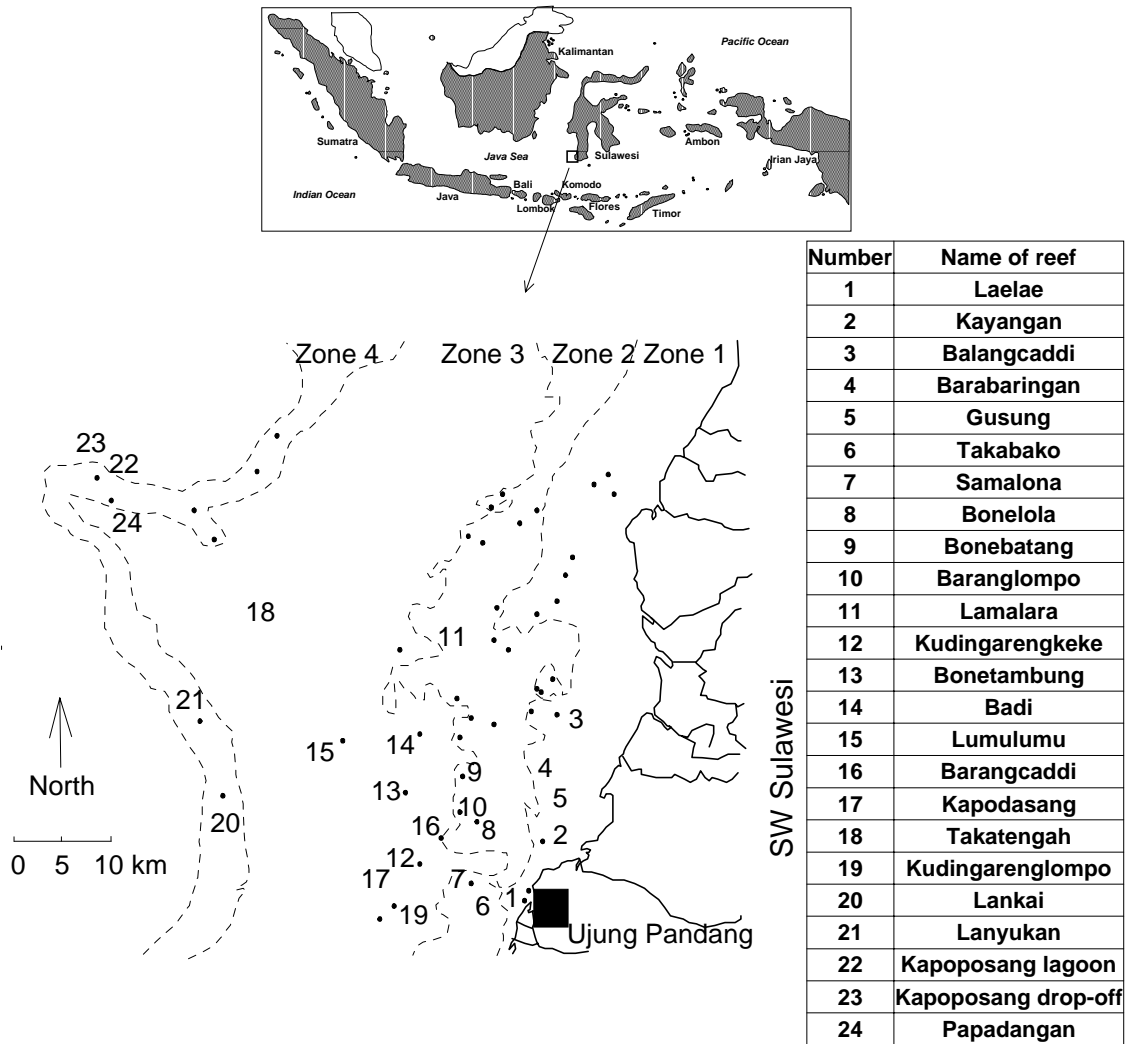 Pacific Ocean
Kalimantan
Sumatra
Java Sea
Sulawesi
Ambon
Irian Jaya
Indian Ocean
Java
Bali
Lombok
Komodo
Flores
Timor
Zone 4 Zone 3 Zone 2 Zone 1
23
22
24
18
11
21
15
14
3
4
9
13
5
20
10
16
8
2
12
17
7
1
19
6
North
0 5 10 km
SW Sulawesi
Ujung Pandang
Number Name of reef
1 Laelae
2 Kayangan
3 Balangcaddi
4 Barabaringan
5 Gusung
6 Takabako
7 Samalona
8 Bonelola
9 Bonebatang
10 Baranglompo
11 Lamalara
12 Kudingarengkeke
13 Bonetambung
14 Badi
15 Lumulumu
16 Barangcaddi
17 Kapodasang
18 Takatengah
19 Kudingarenglompo
20 Lankai
21 Lanyukan
22 Kapoposang lagoon
23 Kapoposang drop-off
24 Papadangan